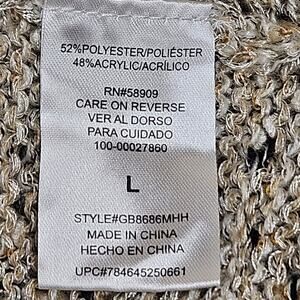 52%POLYESTER/POLIÉSTER
48%ACRYLIC/ACRÍLICO
RN#58909
CARE ON REVERSE
VER AL DORSO
PARA CUIDADO
100-00027860
L
STYLE#GB8686MHH
MADE IN CHINA
HECHO EN CHINA
UPC#784645250661